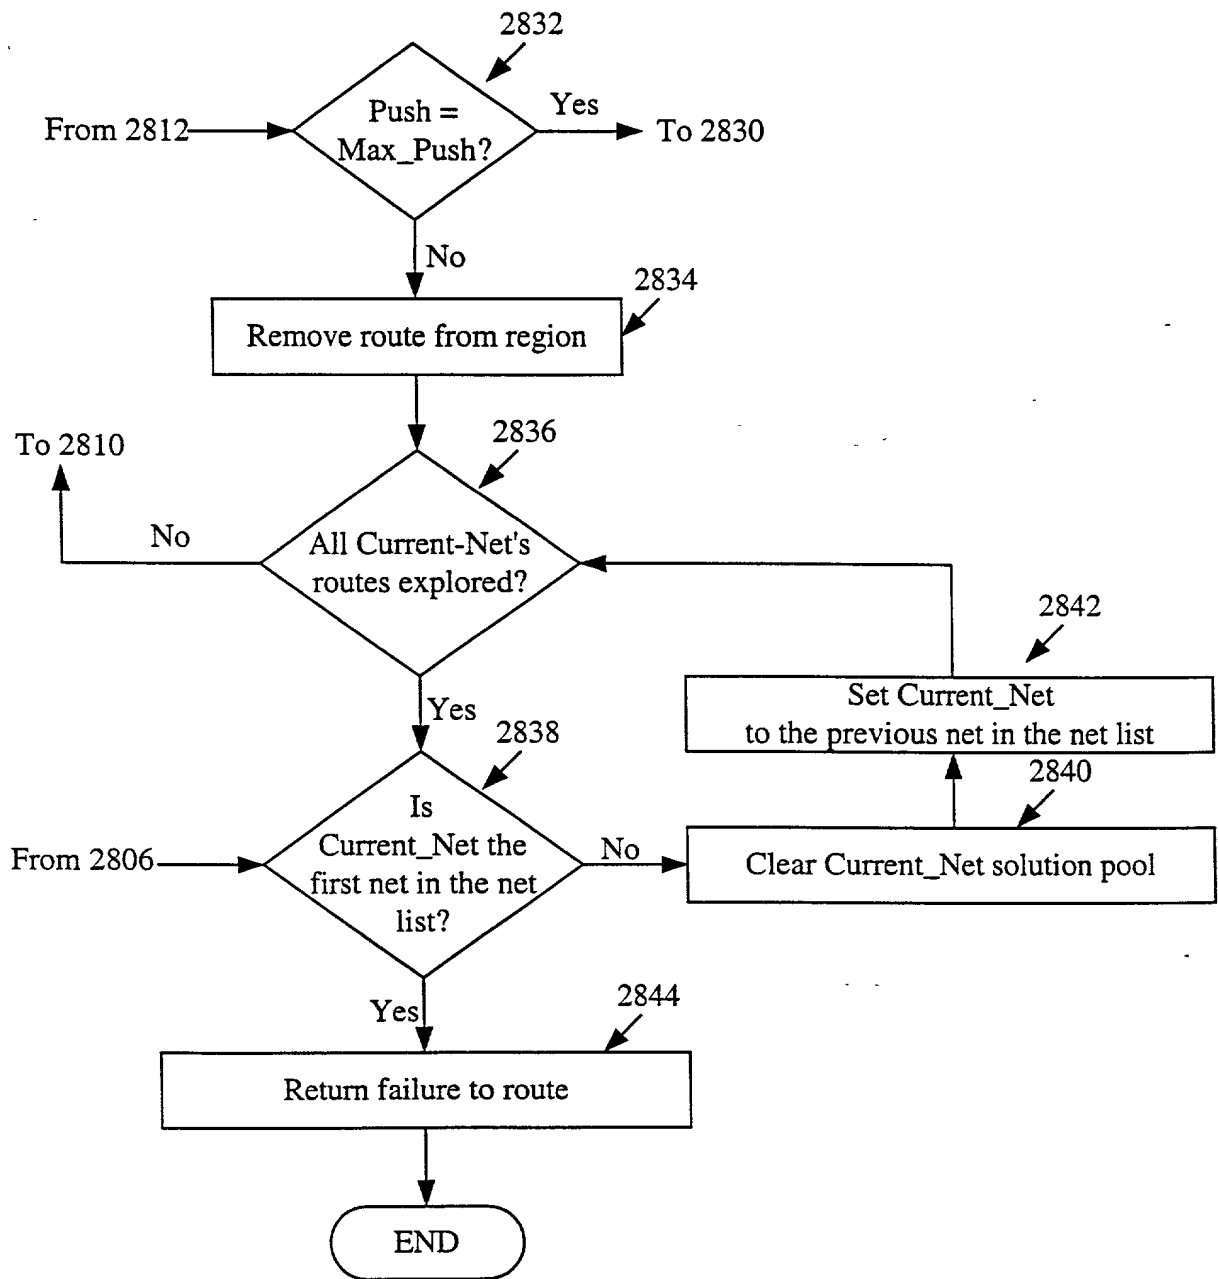 2832
Push =
Max_Push?
Yes
From 2812
To 2830
No
2834
Remove route from region
To 2810
2836
No
All Current-Net's
routes explored?
2842
Set Current_Net
to the previous net in the net list
Yes
2838
2840
Is
Current_Net the
first net in the net
list?
From 2806
No
Clear Current_Net solution pool
Yes
2844
Return failure to route
END